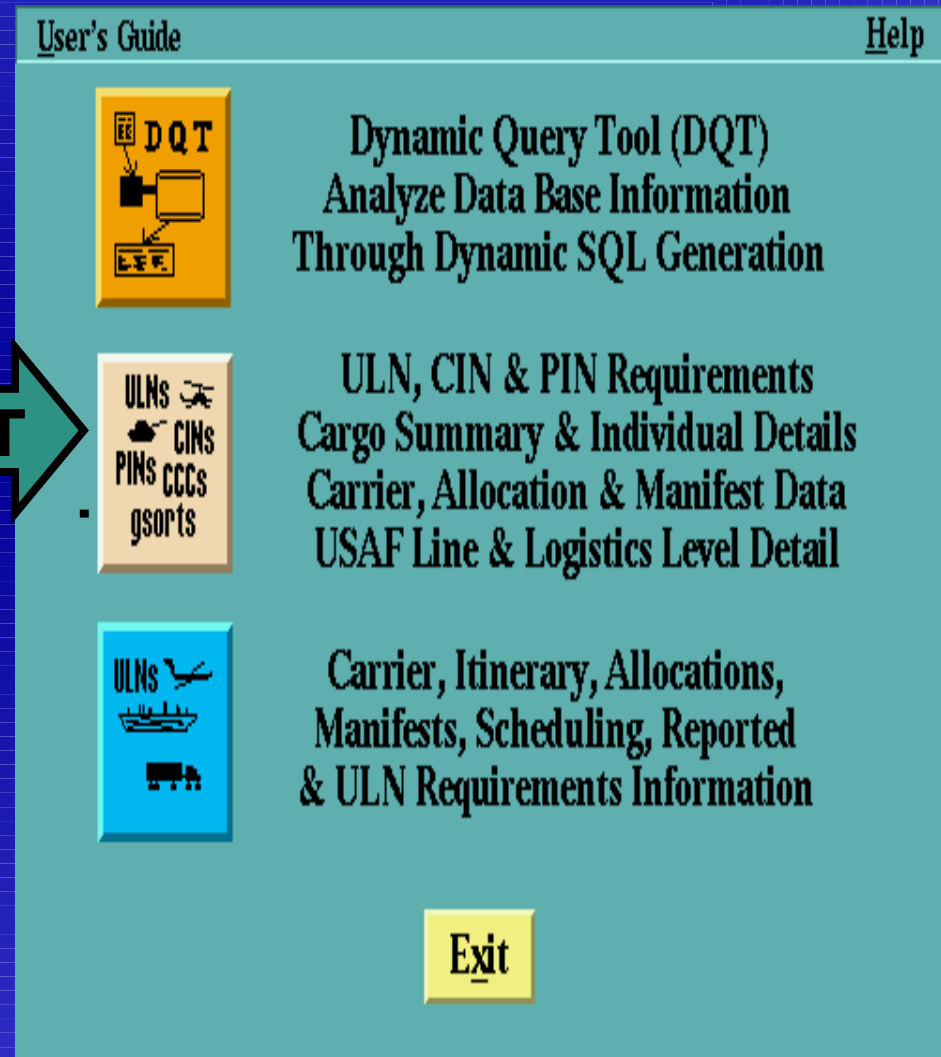 User's Guide
Help
DQT
Dynamic Query Tool (DQT)
Analyze Data Base Information
Through Dynamic SQL Generation
T
ULNs
CINs
PINs CCCs
gsorts
ULN, CIN & PIN Requirements
Cargo Summary & Individual Details
Carrier, Allocation & Manifest Data
USAF Line & Logistics Level Detail
ULNs
Carrier, Itinerary, Allocations,
Manifests, Scheduling, Reported
& ULN Requirements Information
Exit